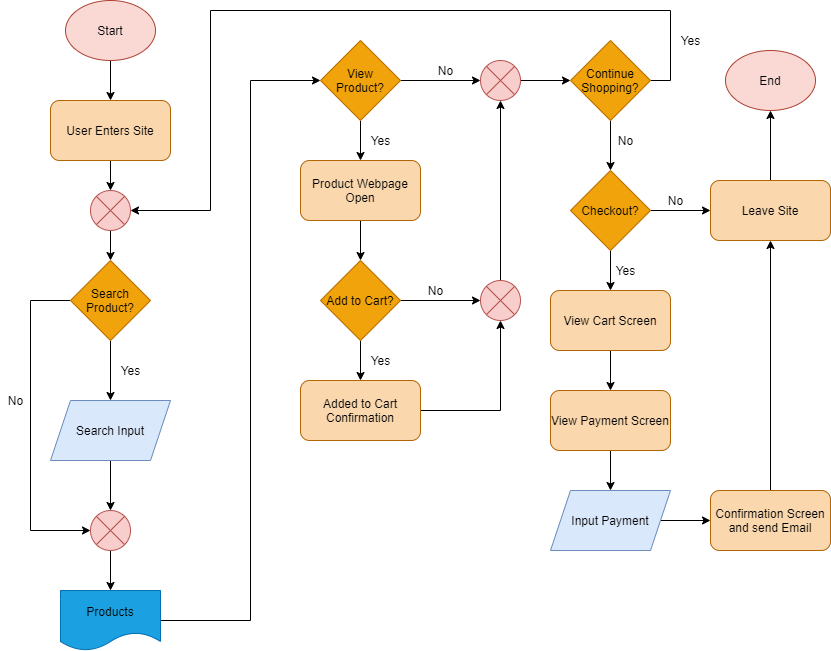 Start
User Enters Site
Search
Product?
No
Yes
Search Input
Products
View
Product?
No
Yes
Product Webpage
Open
Add to Cart?
No
Yes
Added to Cart
Confirmation
Continue
Shopping?
Yes
No
Checkout?
No
Yes
View Cart Screen
View Payment Screen
Input Payment
Confirmation Screen
and send Email
Leave Site
End